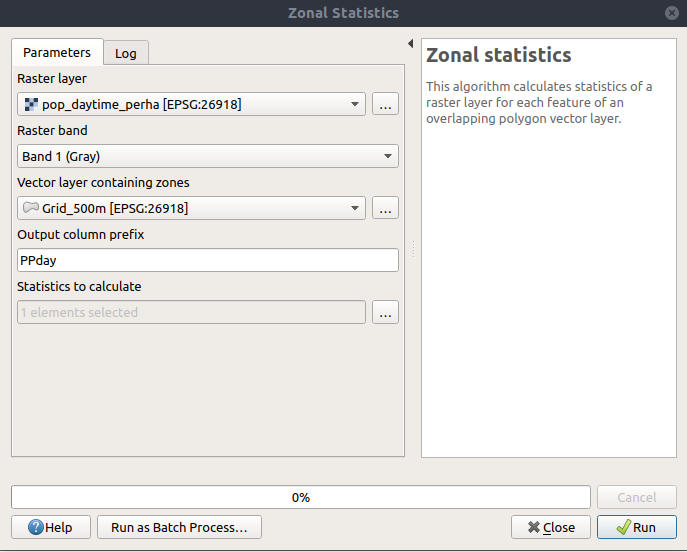 Zonal Statistics
Parameters
Log
Raster layer
pop_daytime_perha [EPSG:26918]
...
Raster band
Band 1 (Gray)
Vector layer containing zones
Grid_500m [EPSG:26918]
...
Output column prefix
PPday
Statistics to calculate
1 elements selected
...
Zonal statistics
This algorithm calculates statistics of a
raster layer for each feature of an
overlapping polygon vector layer.
0%
Cancel
Help
Run as Batch Process...
Close
Run